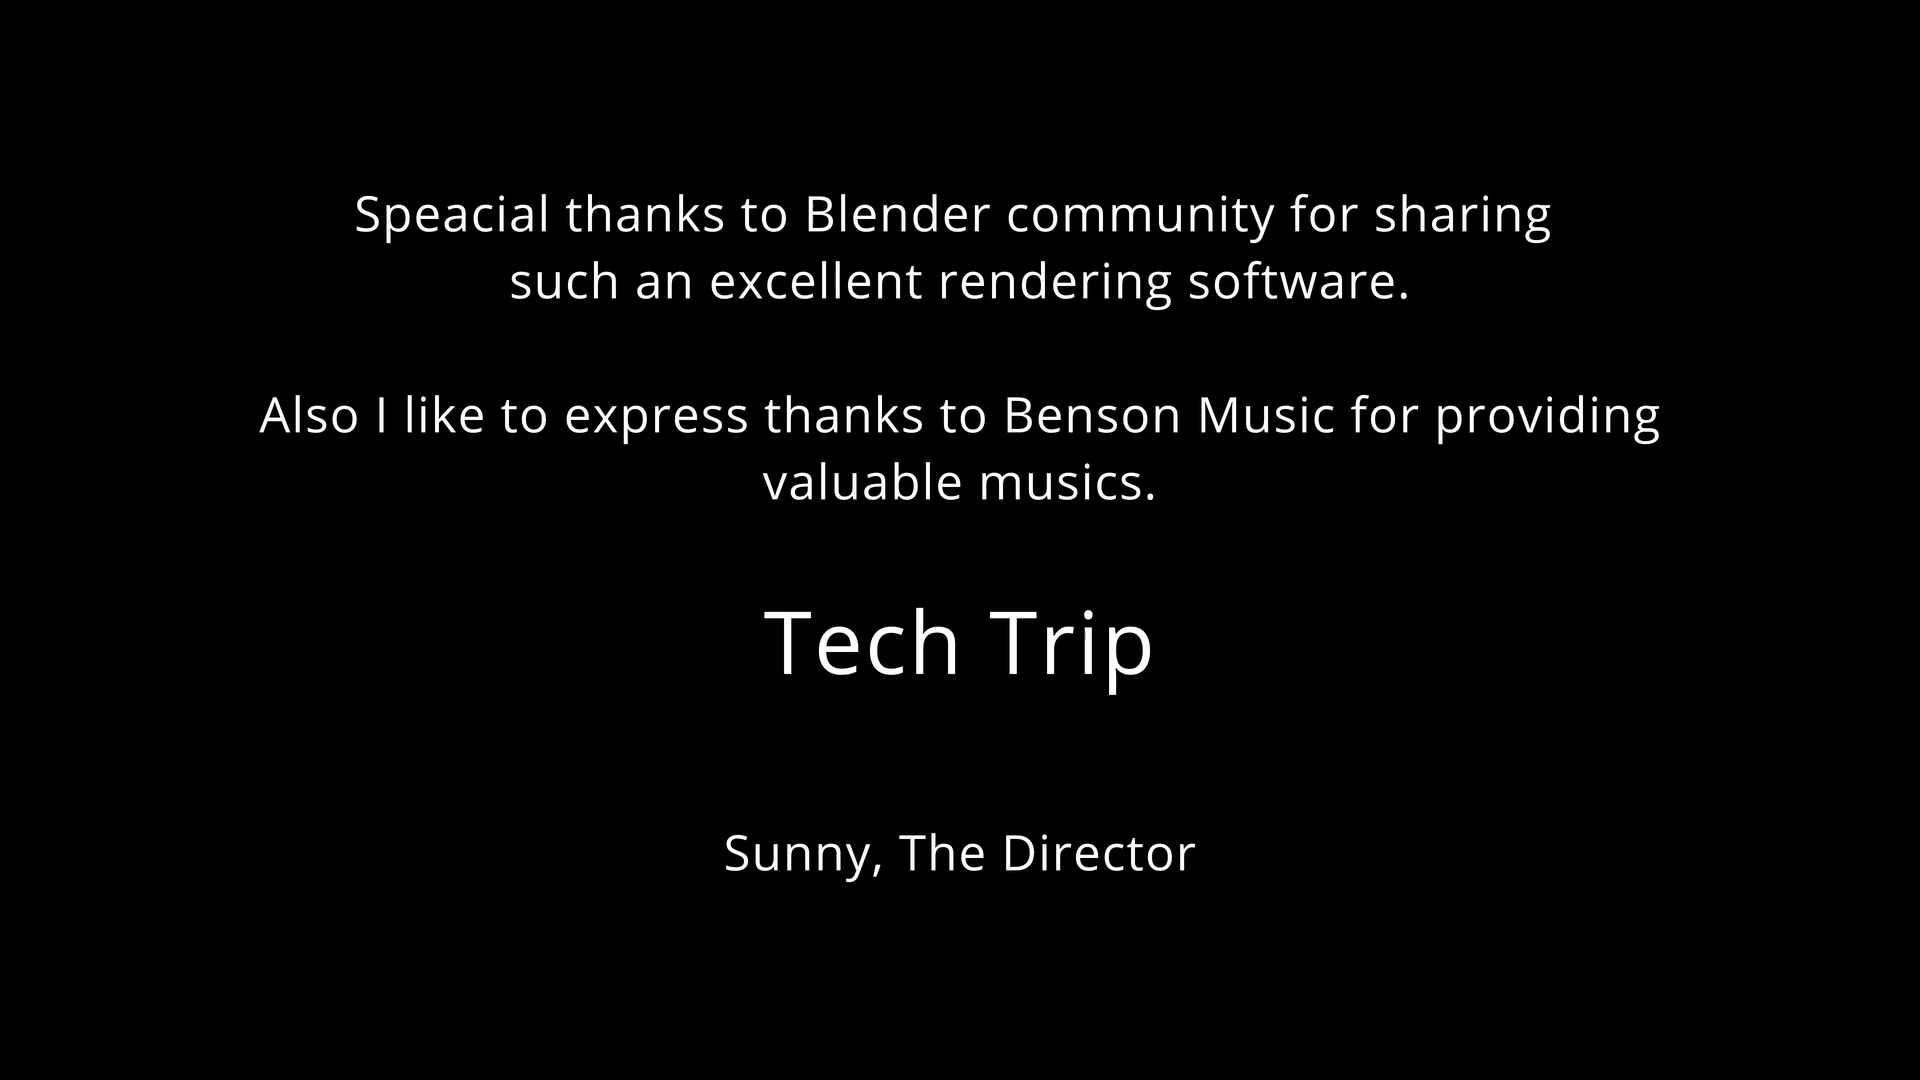 Speacial thanks to Blender community for sharing
such an excellent rendering software.
Also I like to express thanks to Benson Music for providing
valuable musics.
Tech Trip
Sunny, The Director